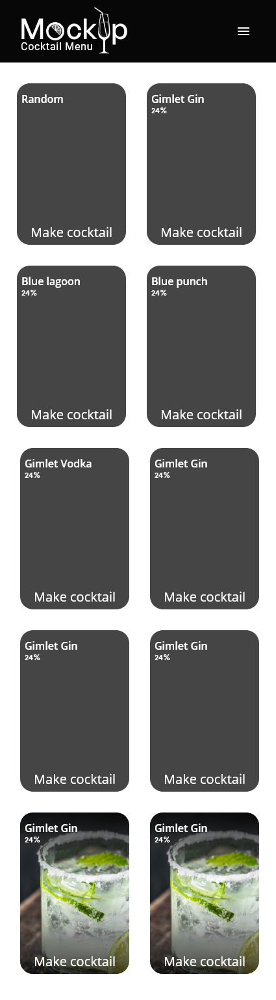 Mockup
Cocktail Menu
Random
Make cocktail
Gimlet Gin
24%
Make cocktail
Blue lagoon
24%
Make cocktail
Blue punch
24%
Make cocktail
Gimlet Vodka
24%
Make cocktail
Gimlet Gin
24%
Make cocktail
Gimlet Gin
24%
Make cocktail
Gimlet Gin
24%
Make cocktail
Gimlet Gin
24%
Make cocktail
Gimlet Gin
24%
Make cocktail